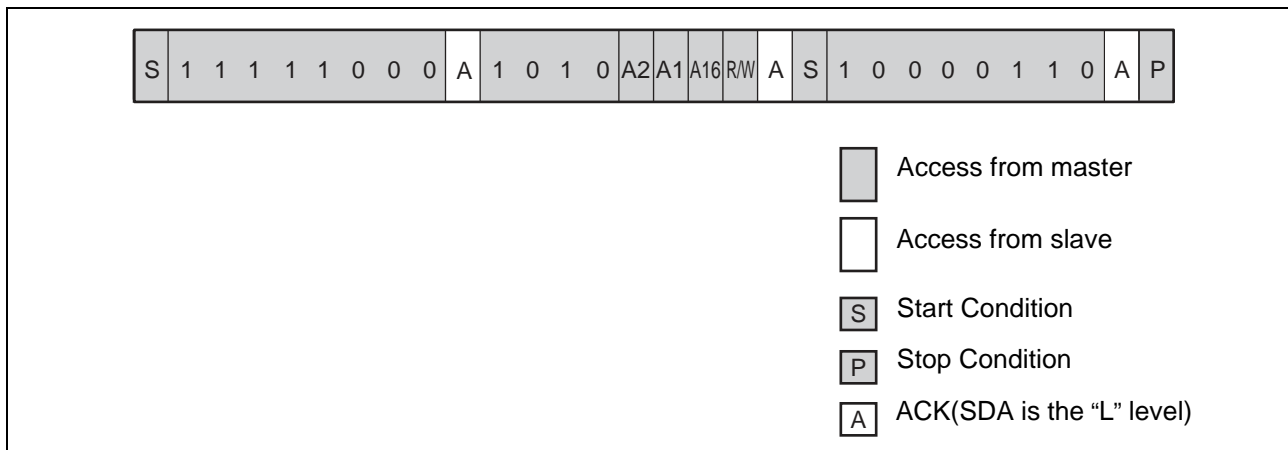 S 1 1 1 1 1 0 0 0 A 1 0 1 0 A2 A1 A16 R/W A S 1 0 0 0 0 1 1 0 A P
Access from master
Access from slave
S Start Condition
P Stop Condition
A ACK(SDA is the “L” level)